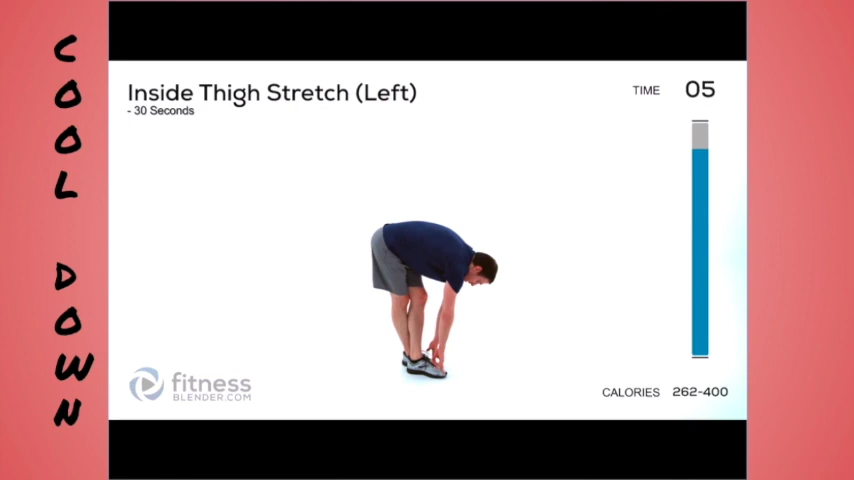 COOL DOWN
Inside Thigh Stretch (Left)
- 30 Seconds
TIME 05
fitness
BLENDER.COM
CALORIES 262-400